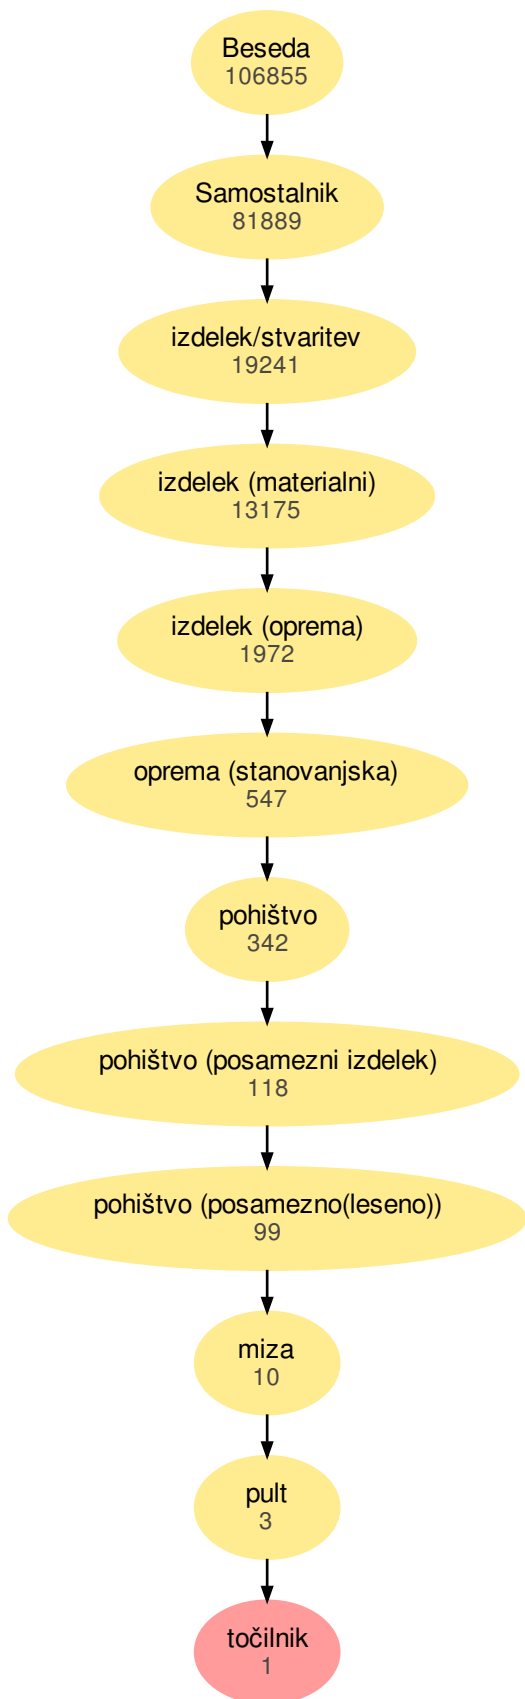 Beseda
106855
Samostalnik
81889
izdelek/stvaritev
19241
izdelek (materialni)
13175
izdelek (oprema)
1972
oprema (stanovanjska)
547
pohištvo
342
pohištvo (posamezni izdelek)
118
pohištvo (posamezno(leseno))
99
miza
10
pult
3
točilnik
1